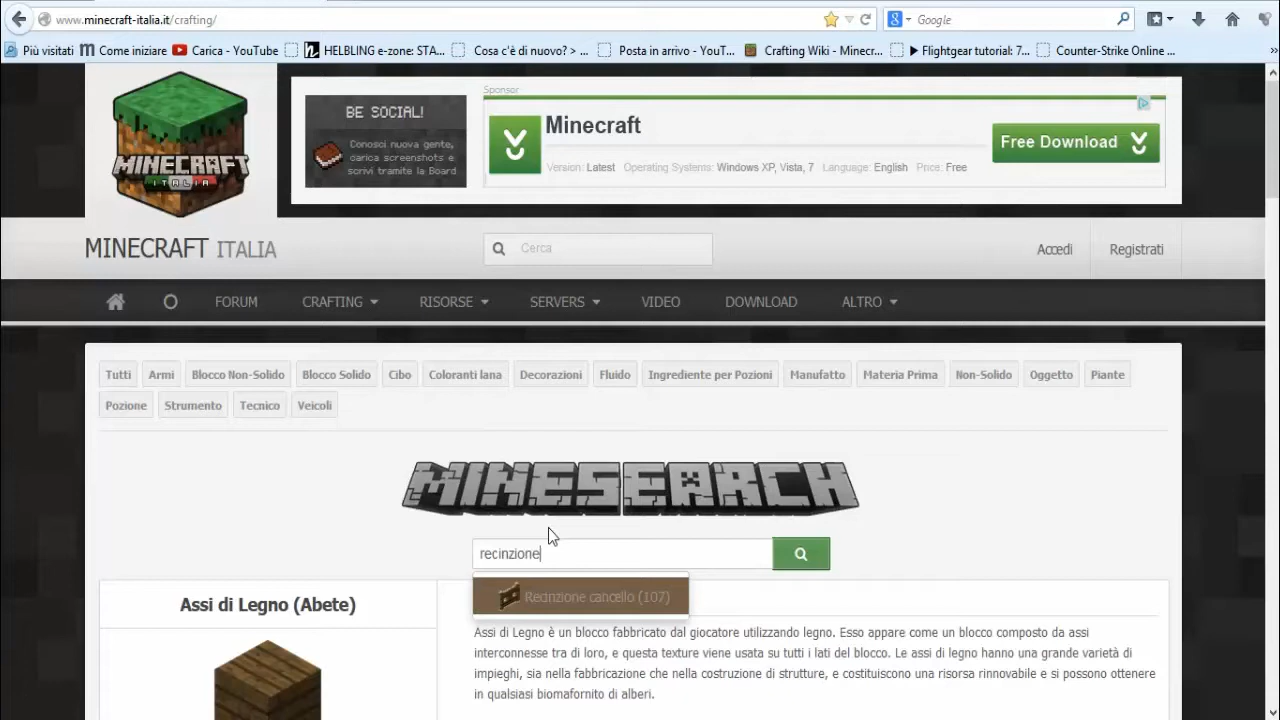 www.minecraft-italia.it/crafting/
Google
Più visitati
Come iniziare
Carica - YouTube
HELBLING e-zone: STA...
Cosa c'è di nuovo? > ...
Posta in arrivo - YouT...
Crafting Wiki - Minecr...
Flightgear tutorial: 7...
Counter-Strike Online ...
MINECRAFT
ITALIA
BE SOCIAL!
Conosci nuova gente,
carica screenshots e
scrivi tramite la Board
Sponsor
Minecraft
Version: Latest Operating Systems: Windows XP, Vista, 7 Language: English Price: Free
Free Download
MINECRAFT ITALIA
Cerca
Accedi
Registrati
FORUM
CRAFTING
RISORSE
SERVERS
VIDEO
DOWNLOAD
ALTRO
Tutti
Armi
Blocco Non-Solido
Blocco Solido
Cibo
Coloranti lana
Decorazioni
Fluido
Ingrediente per Pozioni
Manufatto
Materia Prima
Non-Solido
Oggetto
Piante
Pozione
Strumento
Tecnico
Veicoli
MINESEARCH
recinzione
Recinzione cancello (107)
Assi di Legno (Abete)
Assi di Legno è un blocco fabbricato dal giocatore utilizzando legno. Esso appare come un blocco composto da assi
interconnesse tra di loro, e questa texture viene usata su tutti i lati del blocco. Le assi di legno hanno una grande varietà di
impieghi, sia nella fabbricazione che nella costruzione di strutture, e costituiscono una risorsa rinnovabile e si possono ottenere
in qualsiasi biomafornito di alberi.